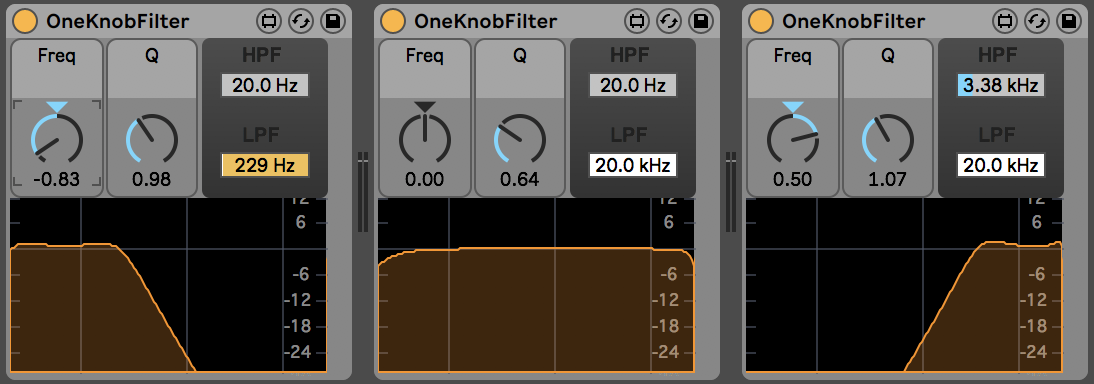 OneKnobFilter
Freq
Q
HPF
20.0 Hz
LPF
229 Hz
-0.83
0.98
12
6
-6
-12
-18
-24
OneKnobFilter
Freq
Q
HPF
20.0 Hz
LPF
20.0 kHz
0.00
0.64
12
6
-6
-12
-18
-24
OneKnobFilter
Freq
Q
HPF
3.38 kHz
LPF
20.0 kHz
0.50
1.07
12
6
-6
-12
-18
-24